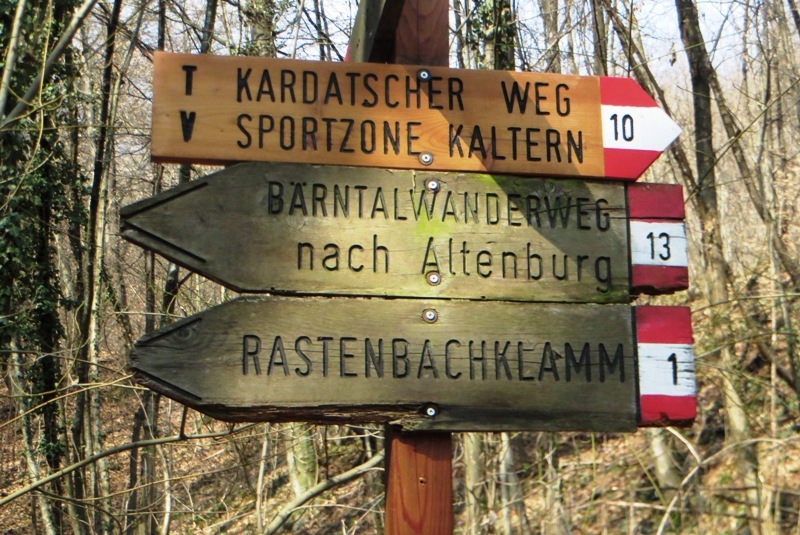 T KARDATSCHER WEG 10
V SPORTZONE KALTERN
BÄRNTALWANDERWEG 13
nach Altenburg
RASTENBACHKLAMM 1